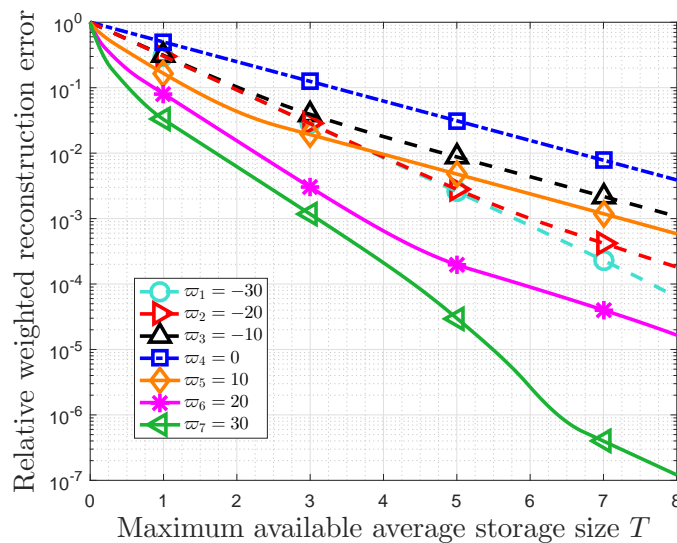 Relative weighted reconstruction error
10^0
10^-1
10^-2
10^-3
10^-4
10^-5
10^-6
10^-7
ϖ₁ = −30
ϖ₂ = −20
ϖ₃ = −10
ϖ₄ = 0
ϖ₅ = 10
ϖ₆ = 20
ϖ₇ = 30
0 1 2 3 4 5 6 7 8
Maximum available average storage size T